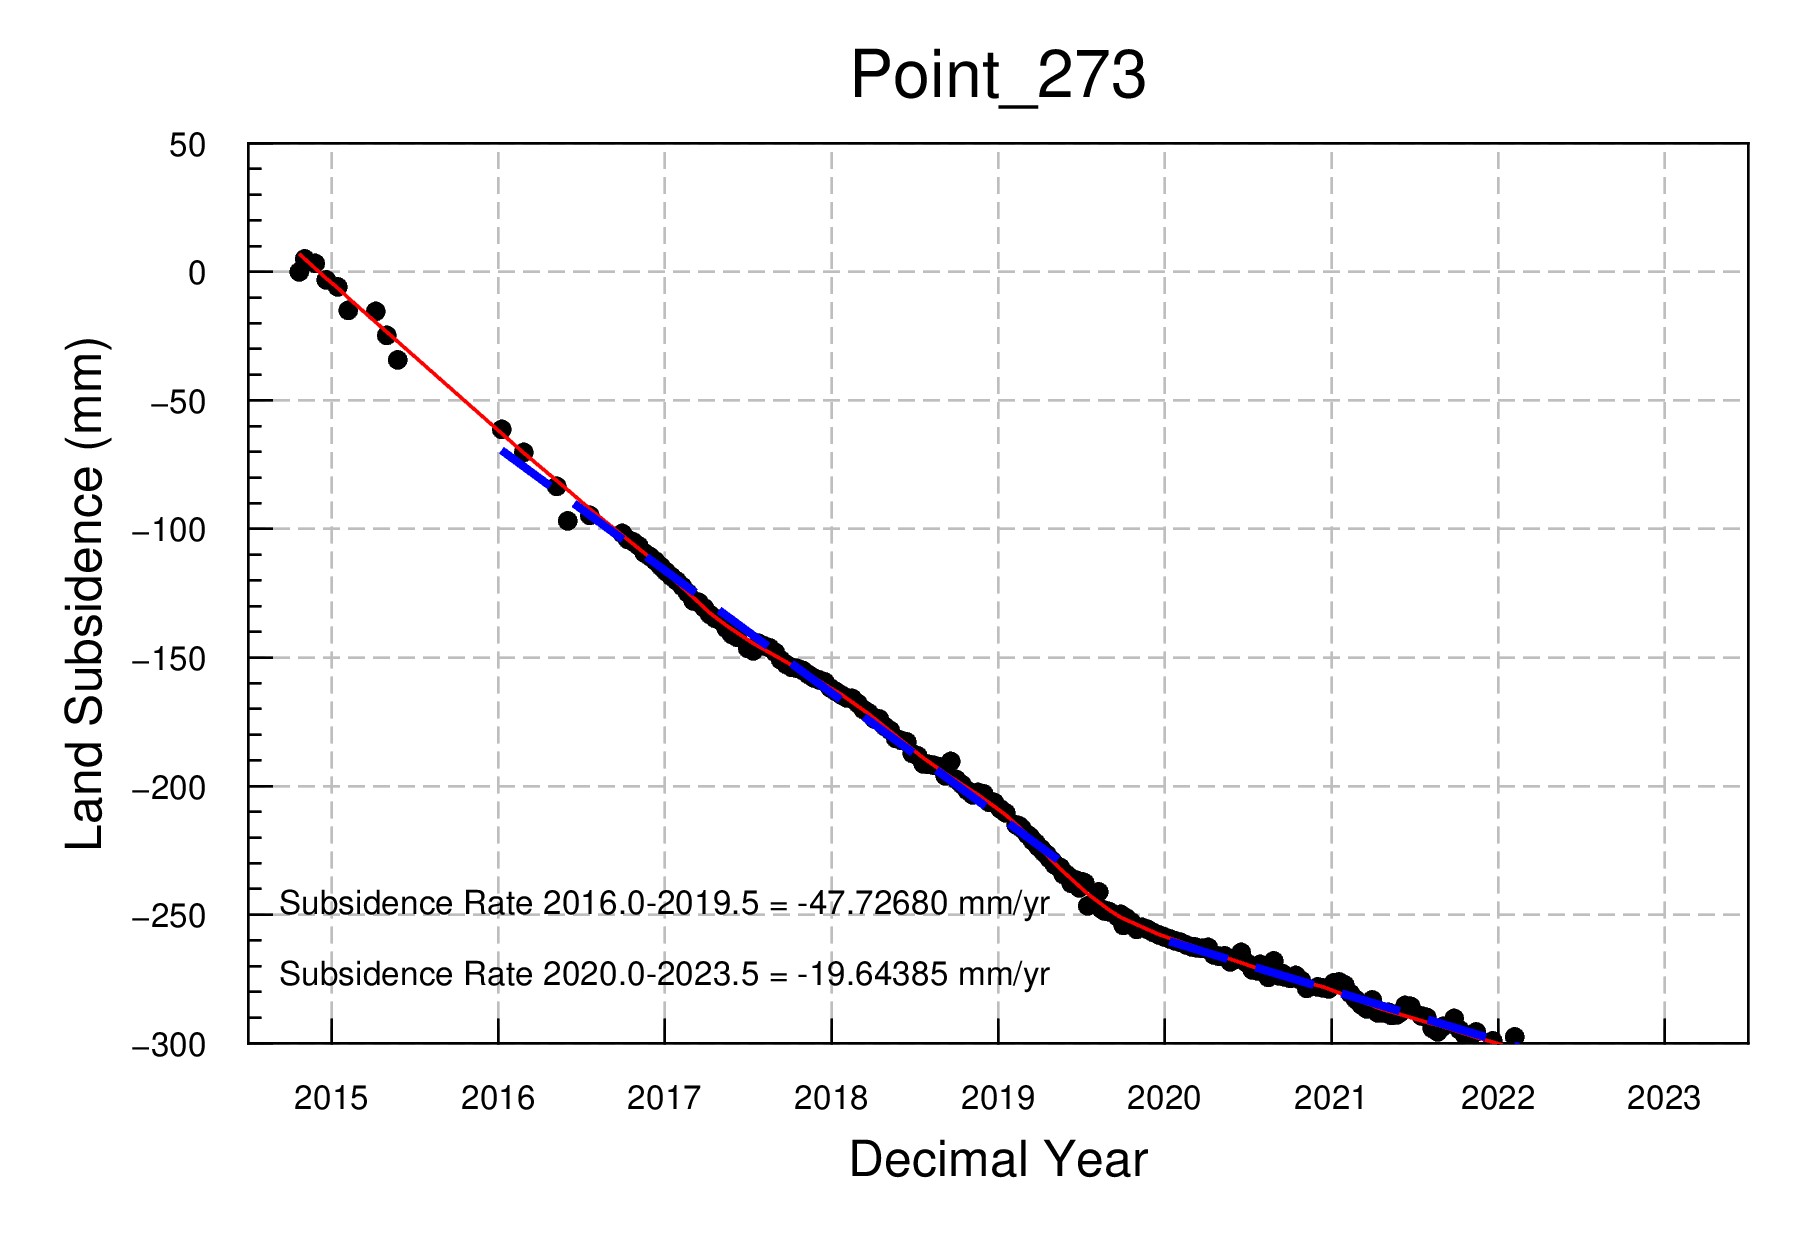 Point_273
50
0
−50
−100
−150
−200
−250
−300
Land Subsidence (mm)
Subsidence Rate 2016.0-2019.5 = -47.72680 mm/yr
Subsidence Rate 2020.0-2023.5 = -19.64385 mm/yr
2015 2016 2017 2018 2019 2020 2021 2022 2023
Decimal Year